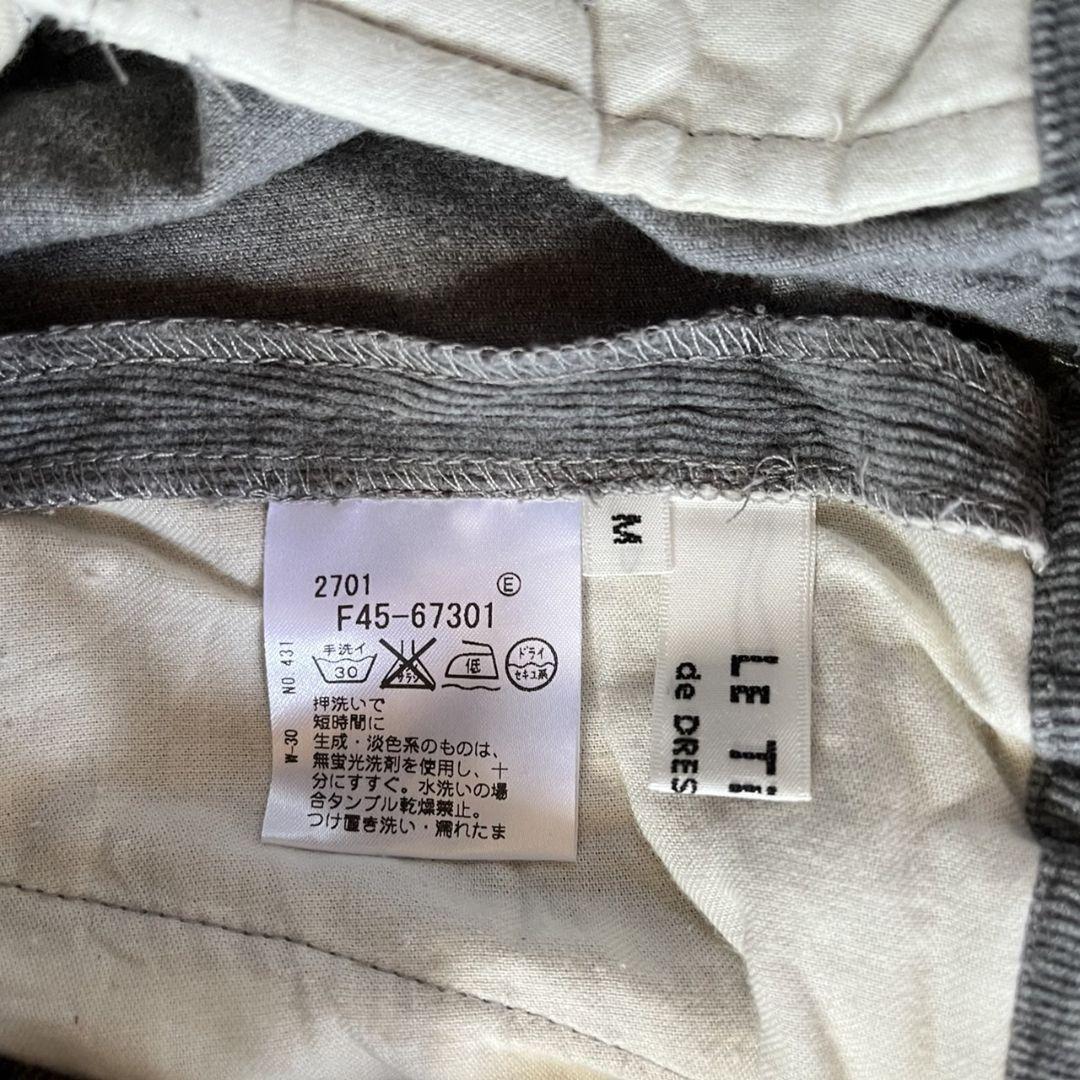 2701 Ⓔ
F45-67301
手洗イ
30
低
ドライ
セキユ系
NO 431
W-30
押洗いで
短時間に
生成・淡色系のものは、
無蛍光洗剤を使用し、十
分にすすぐ。水洗いの場
合タンブル乾燥禁止。
つけ置き洗い・濡れたま
M
LE
de DRES